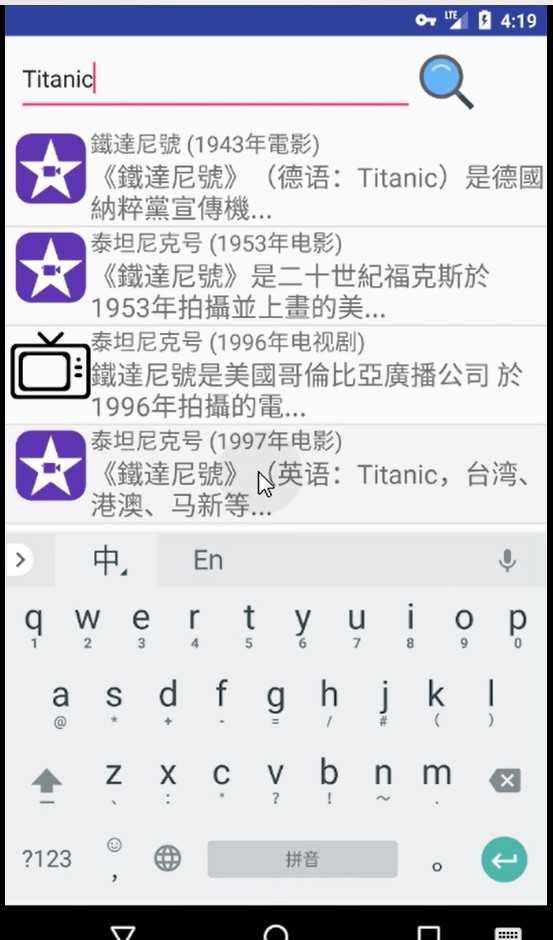 LTE 4:19
Titanic
鐵達尼號 (1943年電影)
《鐵達尼號》（德语：Titanic）是德國
納粹黨宣傳機...
泰坦尼克号 (1953年电影)
《鐵達尼號》是二十世紀福克斯於
1953年拍攝並上畫的美...
泰坦尼克号 (1996年电视剧)
鐵達尼號是美國哥倫比亞廣播公司 於
1996年拍攝的電...
泰坦尼克号 (1997年电影)
《鐵達尼號》（英语：Titanic，台湾、
港澳、马新等...
中 En
q w e r t y u i o p
1 2 3 4 5 6 7 8 9 0
a s d f g h j k l
@ * + - = / # ( )
z x c v b n m
、 : " ? ! ~ .
?123 , 拼音 。